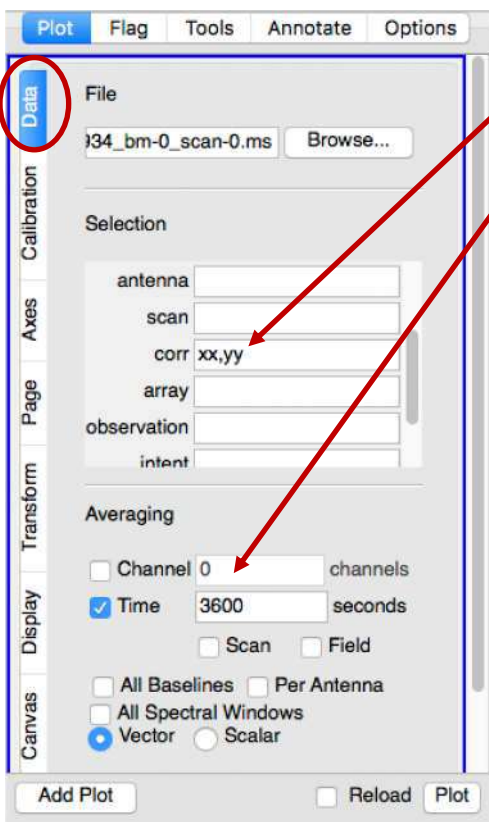 Plot Flag Tools Annotate Options
Data
Calibration
Axes
Page
Transform
Display
Canvas
File
934_bm-0_scan-0.ms Browse...
Selection
antenna
scan
corr xx,yy
array
observation
intent
Averaging
Channel 0 channels
Time 3600 seconds
Scan Field
All Baselines Per Antenna
All Spectral Windows
Vector Scalar
Add Plot Reload Plot